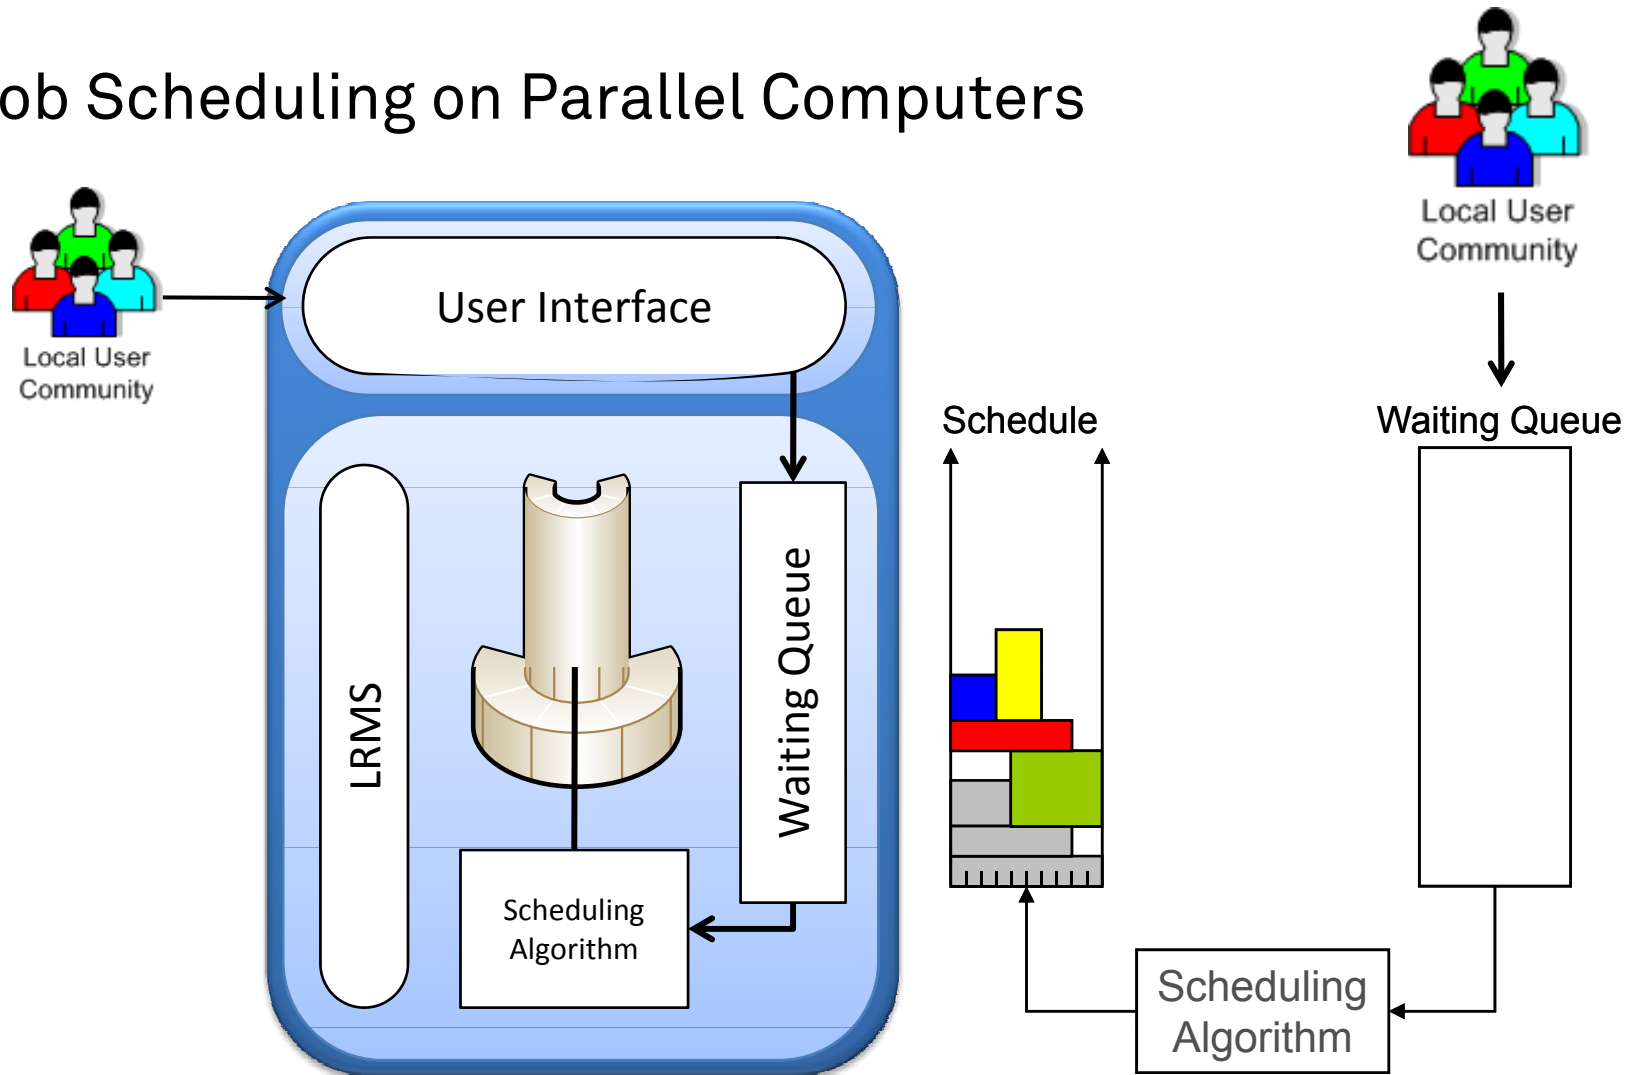 ob Scheduling on Parallel Computers
Local User
Community
User Interface
LRMS
Waiting Queue
Scheduling
Algorithm
Local User
Community
Schedule
Waiting Queue
Scheduling
Algorithm